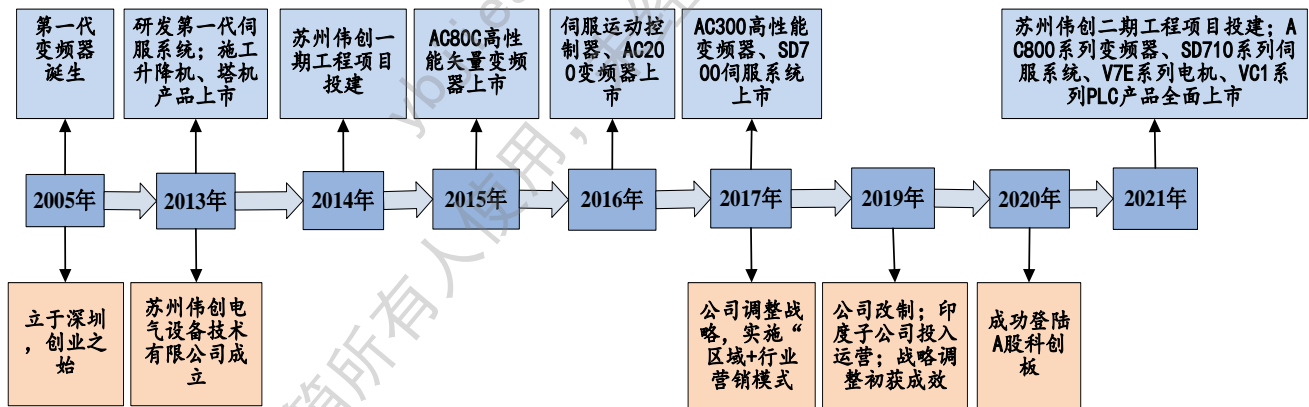 第一代
变频器
诞生
研发第一代伺
服系统；施工
升降机、塔机
产品上市
苏州伟创一
期工程项目
投建
AC80C高性
能矢量变频
器上市
伺服运动控
制器、AC20
0变频器上
市
AC300高性能
变频器、SD7
00伺服系统
上市
苏州伟创二期工程项目投建；A
C800系列变频器、SD710系列伺
服系统、V7E系列电机、VC1系
列PLC产品全面上市
2005年
2013年
2014年
2015年
2016年
2017年
2019年
2020年
2021年
立于深圳
，创业之
始
苏州伟创电
气设备技术
有限公司成
立
公司调整战
略，实施“
区域+行业
营销模式
公司改制；印
度子公司投入
运营；战略调
整初获成效
成功登陆
A股科创
板